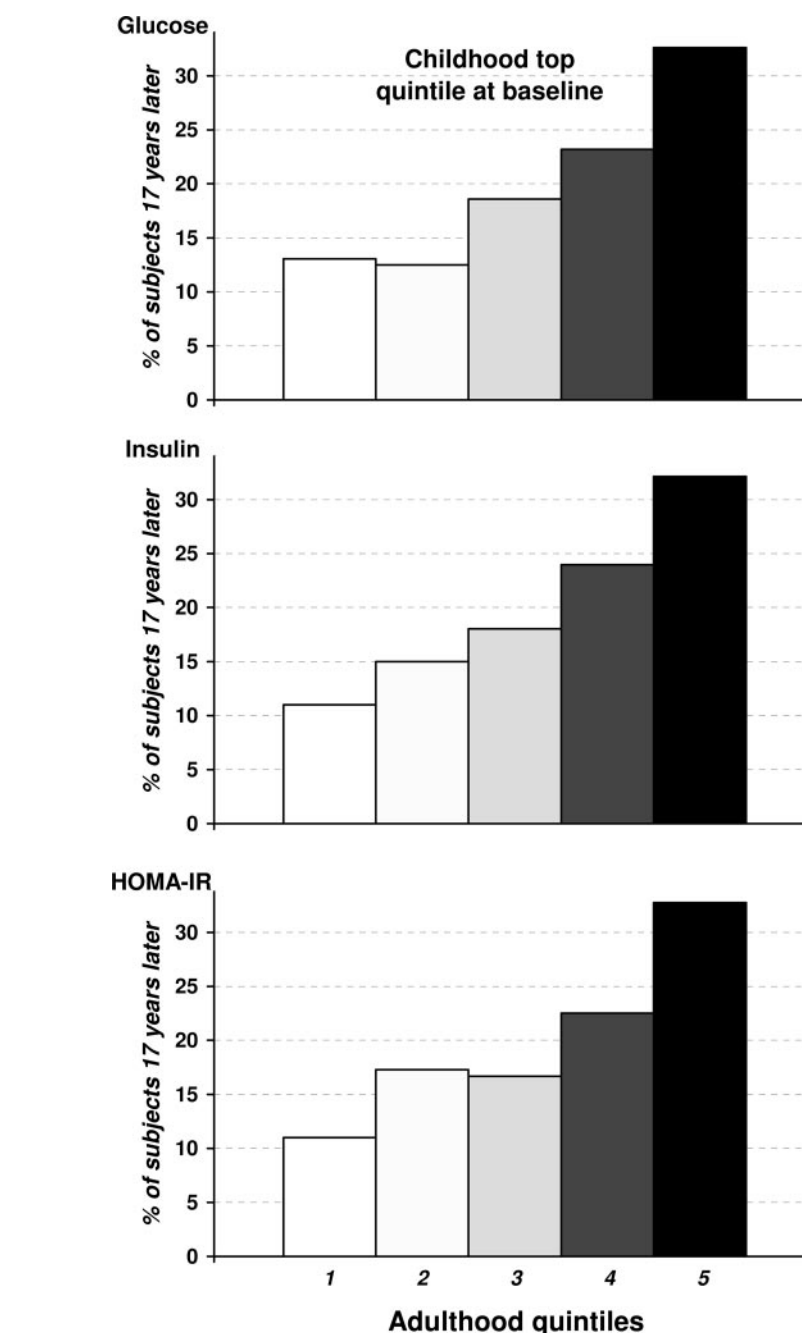 Glucose
Childhood top
quintile at baseline
% of subjects 17 years later
30
25
20
15
10
5
0
Insulin
% of subjects 17 years later
30
25
20
15
10
5
0
HOMA-IR
% of subjects 17 years later
30
25
20
15
10
5
0
1 2 3 4 5
Adulthood quintiles